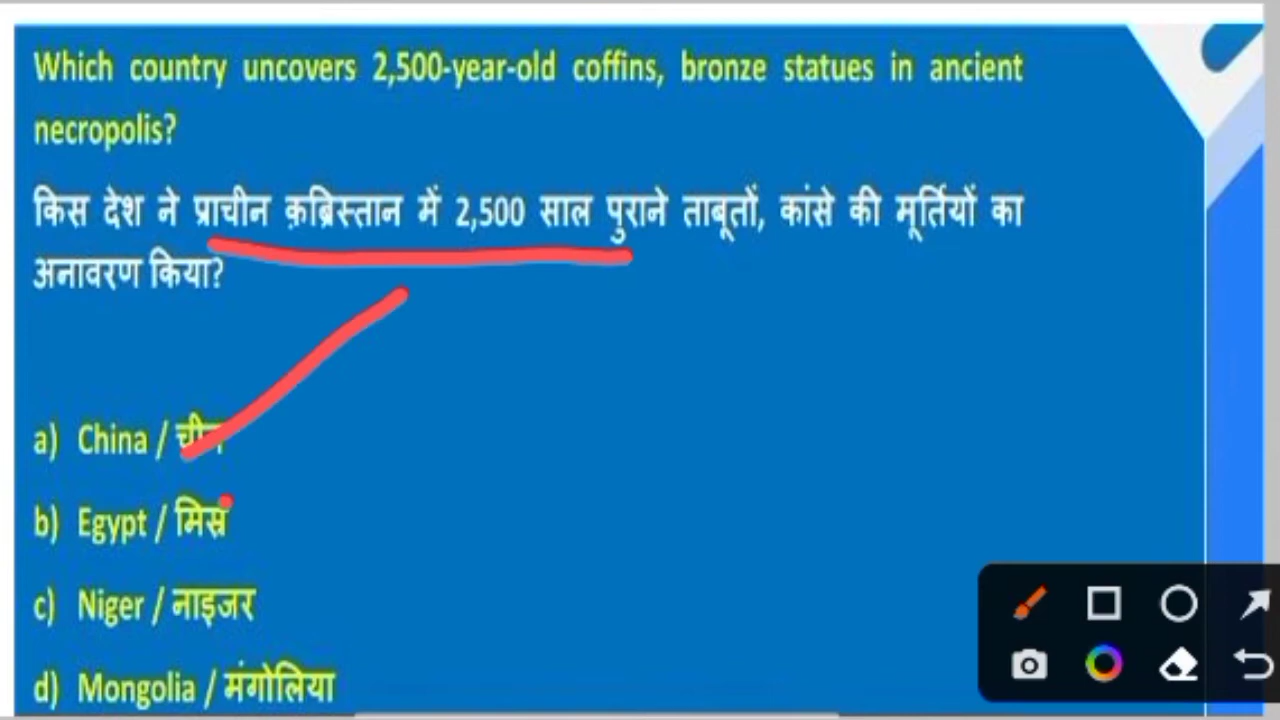 Which country uncovers 2,500-year-old coffins, bronze statues in ancient
necropolis?
किस देश ने प्राचीन क़ब्रिस्तान में 2,500 साल पुराने ताबूतों, कांसे की मूर्तियों का
अनावरण किया?
a) China / चीन
b) Egypt / मिस्र
c) Niger / नाइजर
d) Mongolia / मंगोलिया